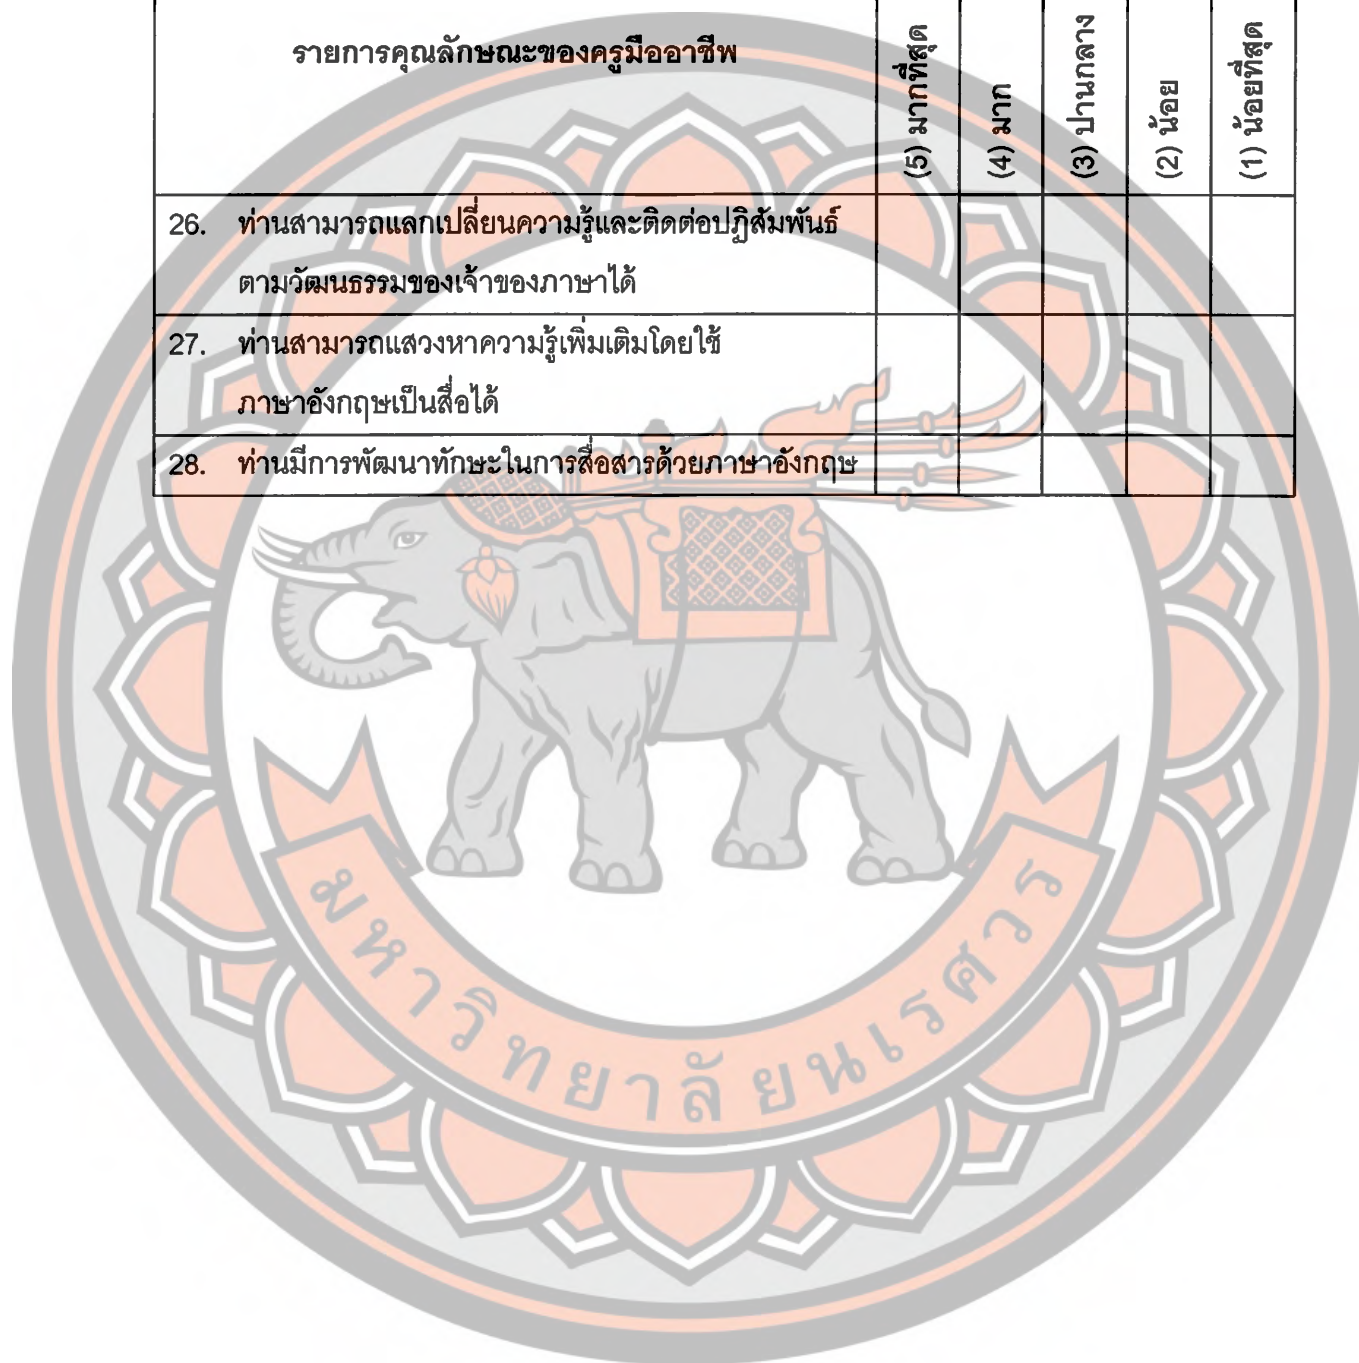 รายการคุณลักษณะของครูมืออาชีพ
(5) มากที่สุด
(4) มาก
(3) ปานกลาง
(2) น้อย
(1) น้อยที่สุด
26. ท่านสามารถแลกเปลี่ยนความรู้และติดต่อปฏิสัมพันธ์
ตามวัฒนธรรมของเจ้าของภาษาได้
27. ท่านสามารถแสวงหาความรู้เพิ่มเติมโดยใช้
ภาษาอังกฤษเป็นสื่อได้
28. ท่านมีการพัฒนาทักษะในการสื่อสารด้วยภาษาอังกฤษ
มหาวิทยาลัยนเรศวร